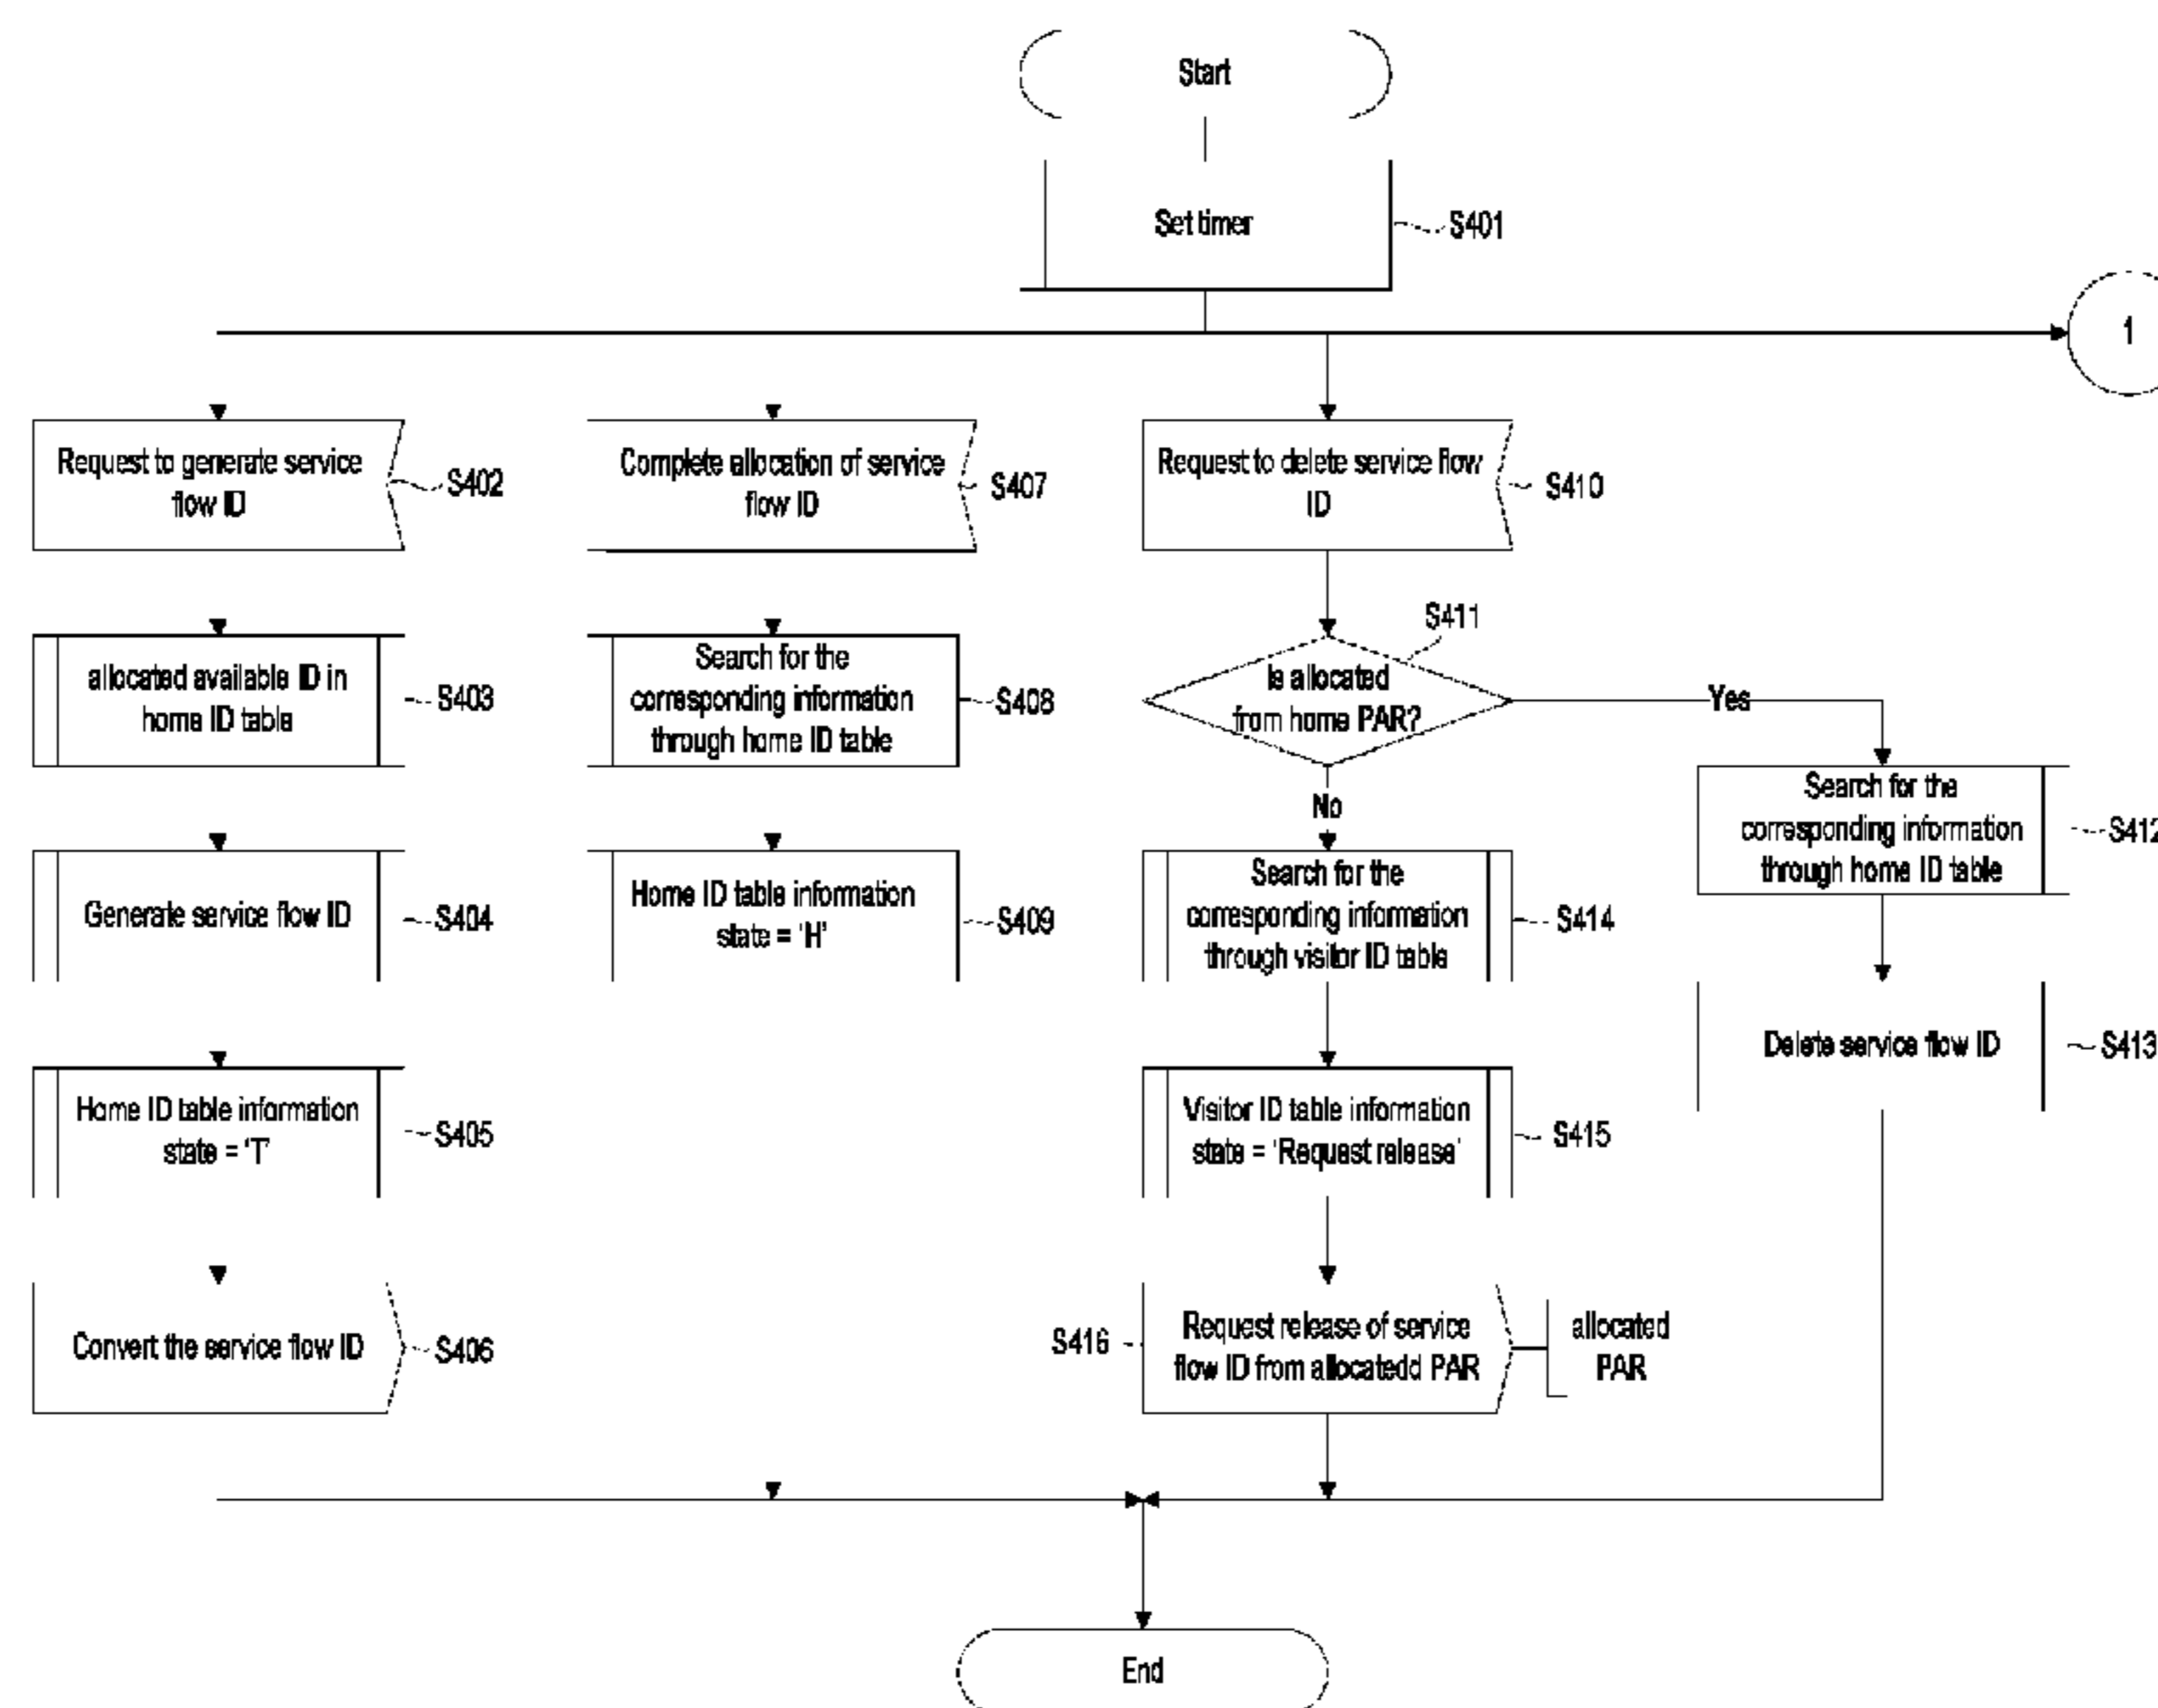 Start
Set timer
S401
1
Request to generate service
flow ID
S402
Complete allocation of service
flow ID
S407
Request to delete service flow
ID
S410
allocated available ID in
home ID table
S403
Search for the
corresponding information
through home ID table
S408
S411
Is allocated
from home PAR?
Yes
No
Search for the
corresponding information
through home ID table
S412
Generate service flow ID
S404
Home ID table information
state = 'H'
S409
Search for the
corresponding information
through visitor ID table
S414
Delete service flow ID
S413
Home ID table information
state = 'T'
S405
Visitor ID table information
state = 'Request release'
S415
Convert the service flow ID
S406
S416
Request release of service
flow ID from allocatedd PAR
allocated
PAR
End